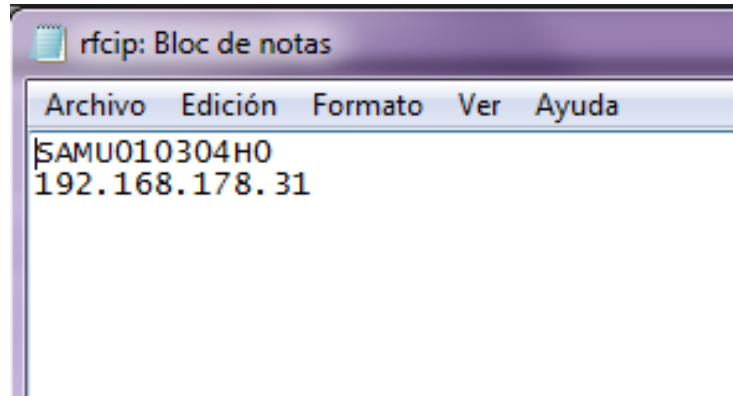 rfcip: Bloc de notas
Archivo Edición Formato Ver Ayuda
SAMU010304H0
192.168.178.31